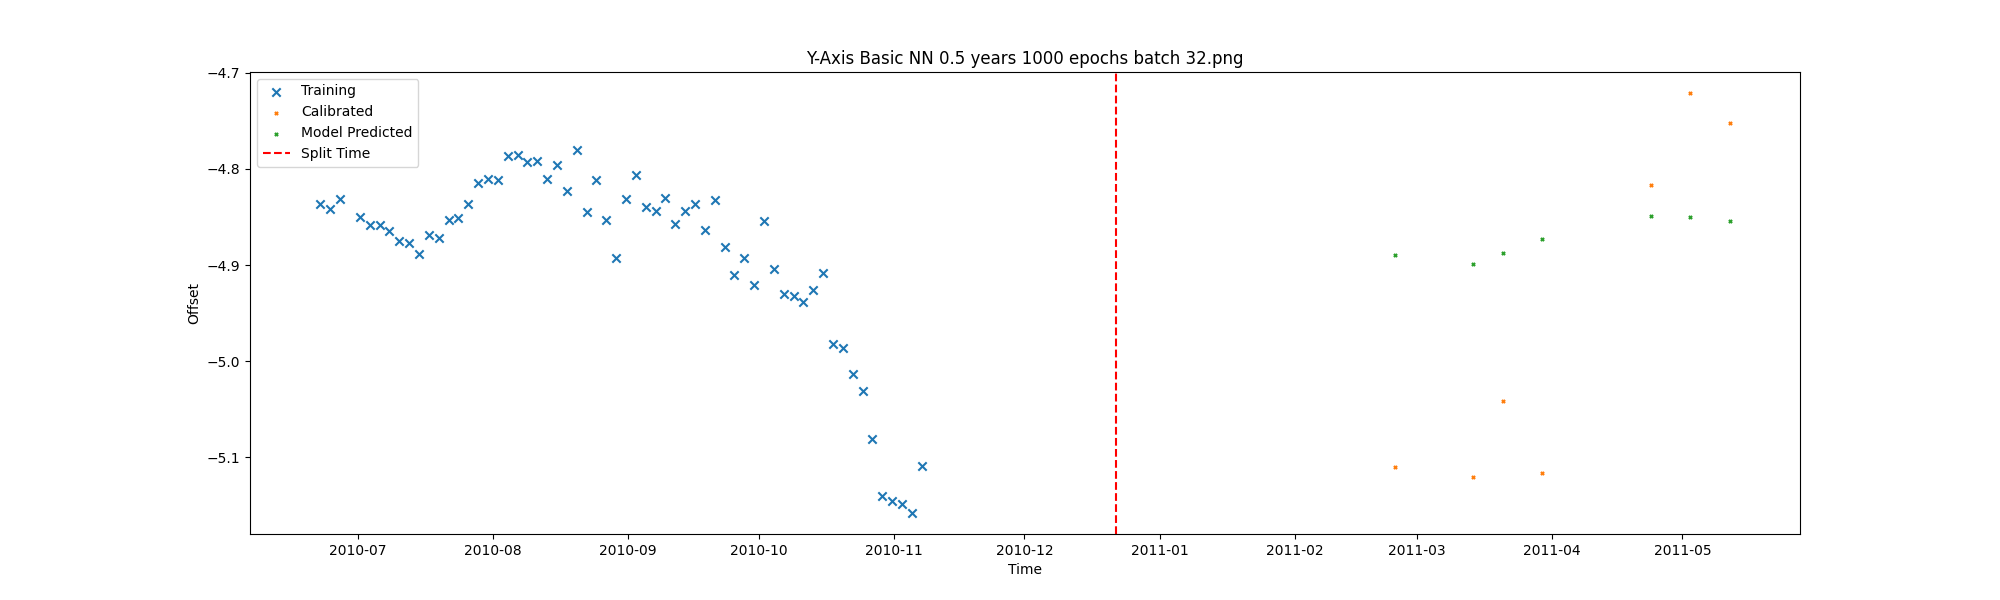 Y-Axis Basic NN 0.5 years 1000 epochs batch 32.png
−4.7
−4.8
−4.9
−5.0
−5.1
Offset
Training
Calibrated
Model Predicted
Split Time
2010-07
2010-08
2010-09
2010-10
2010-11
2010-12
2011-01
2011-02
2011-03
2011-04
2011-05
Time